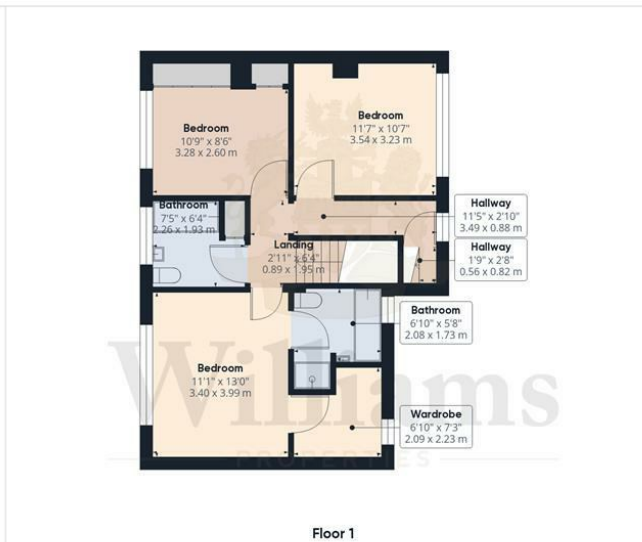 Bedroom
10'9" x 8'6"
3.28 x 2.60 m
Bedroom
11'7" x 10'7"
3.54 x 3.23 m
Bathroom
7'5" x 6'4"
2.26 x 1.93 m
Hallway
11'5" x 2'10"
3.49 x 0.88 m
Landing
2'11" x 6'4"
0.89 x 1.95 m
Hallway
1'9" x 2'8"
0.56 x 0.82 m
Bathroom
6'10" x 5'8"
2.08 x 1.73 m
Bedroom
11'1" x 13'0"
3.40 x 3.99 m
Wardrobe
6'10" x 7'3"
2.09 x 2.23 m
Williams
PROPERTIES
Floor 1